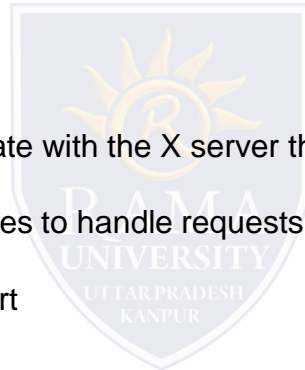 ate with the X server th
RAMA
es to handle requests
UNIVERSITY
UTTAR PRADESH
rt
KANPUR